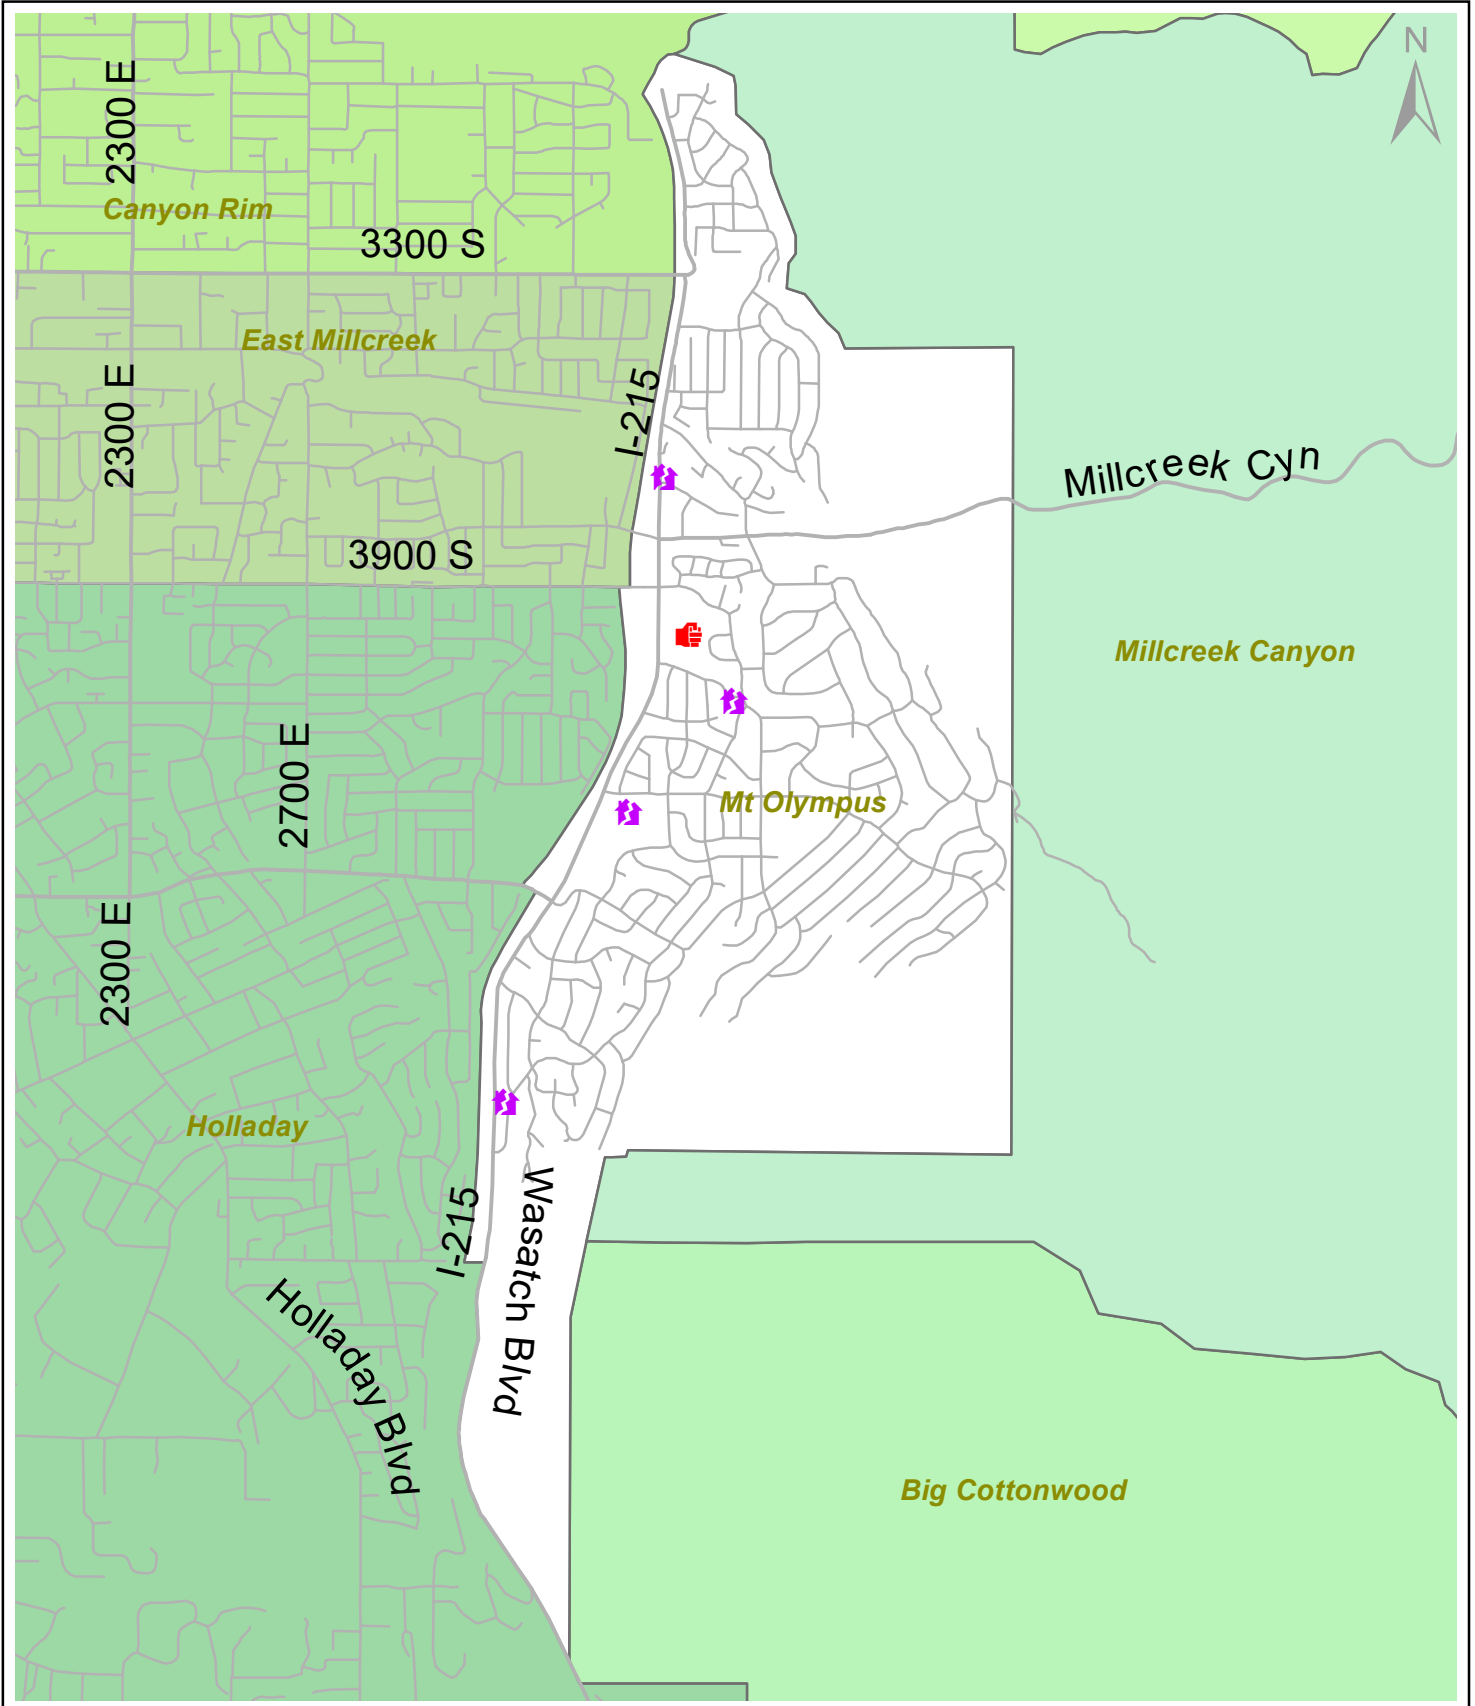 N
2300 E
Canyon Rim
3300 S
East Millcreek
2300 E
I-215
Millcreek Cyn
3900 S
Millcreek Canyon
2700 E
Mt Olympus
2300 E
Holladay
I-215
Wasatch Blvd
Holladay Blvd
Big Cottonwood